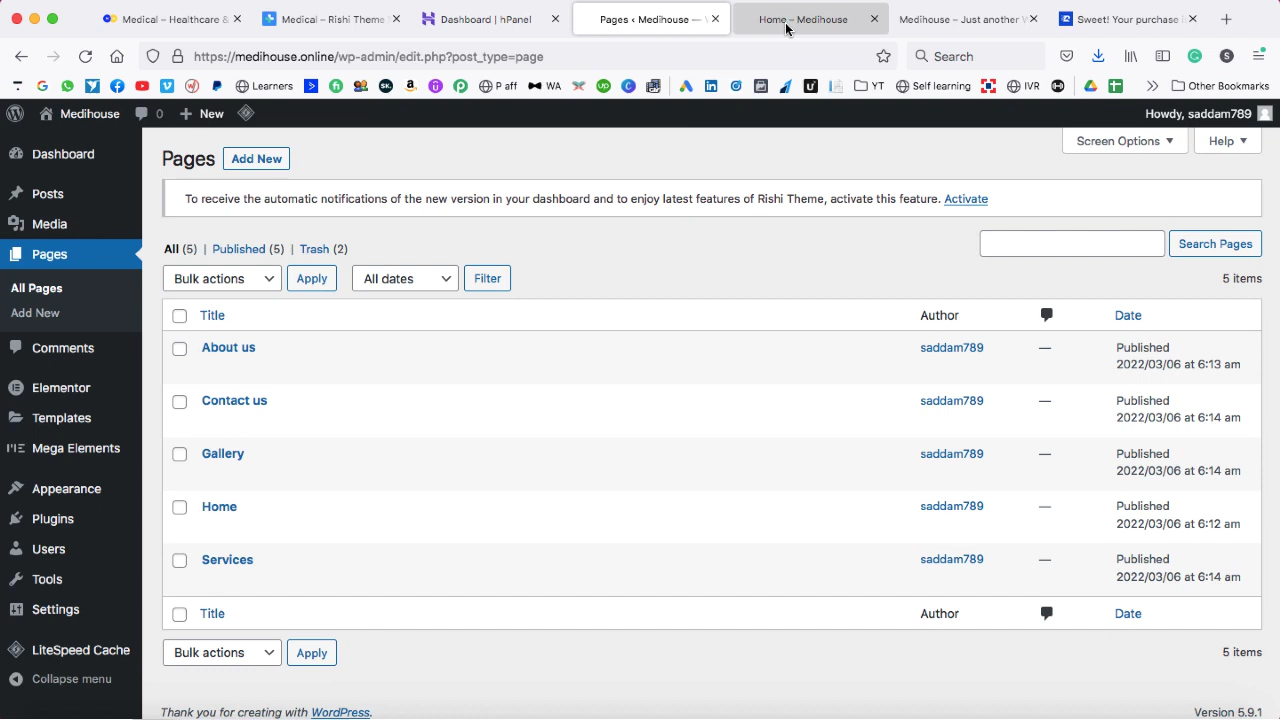 Medical – Healthcare &
Medical – Rishi Theme
Dashboard | hPanel
Pages ‹ Medihouse —
Home – Medihouse
Medihouse – Just another
Sweet! Your purchase
https://medihouse.online/wp-admin/edit.php?post_type=page
Search
Learners
P aff
WA
YT
Self learning
IVR
Other Bookmarks
Medihouse
0
New
Howdy, saddam789
Dashboard
Posts
Media
Pages
All Pages
Add New
Comments
Elementor
Templates
Mega Elements
Appearance
Plugins
Users
Tools
Settings
LiteSpeed Cache
Collapse menu
Screen Options
Help
Pages
Add New
To receive the automatic notifications of the new version in your dashboard and to enjoy latest features of Rishi Theme, activate this feature. Activate
All (5) | Published (5) | Trash (2)
Search Pages
Bulk actions
Apply
All dates
Filter
5 items
Title
Author
Date
About us
saddam789
—
Published
2022/03/06 at 6:13 am
Contact us
saddam789
—
Published
2022/03/06 at 6:14 am
Gallery
saddam789
—
Published
2022/03/06 at 6:14 am
Home
saddam789
—
Published
2022/03/06 at 6:12 am
Services
saddam789
—
Published
2022/03/06 at 6:14 am
Title
Author
Date
Bulk actions
Apply
5 items
Thank you for creating with WordPress.
Version 5.9.1